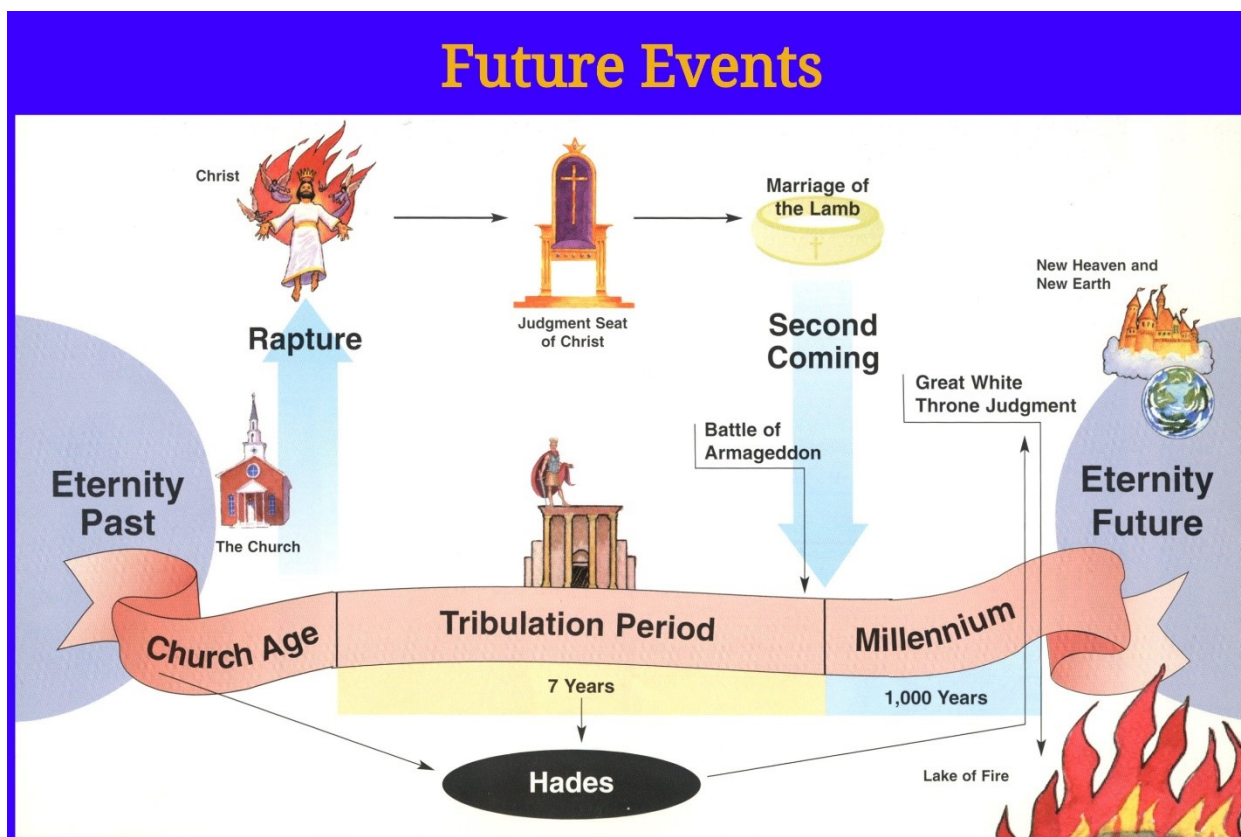 Future Events
Christ
Rapture
Judgment Seat
of Christ
Marriage of
the Lamb
Second
Coming
New Heaven and
New Earth
Great White
Throne Judgment
Battle of
Armageddon
Eternity
Past
The Church
Eternity
Future
Church Age
Tribulation Period
Millennium
7 Years
1,000 Years
Hades
Lake of Fire